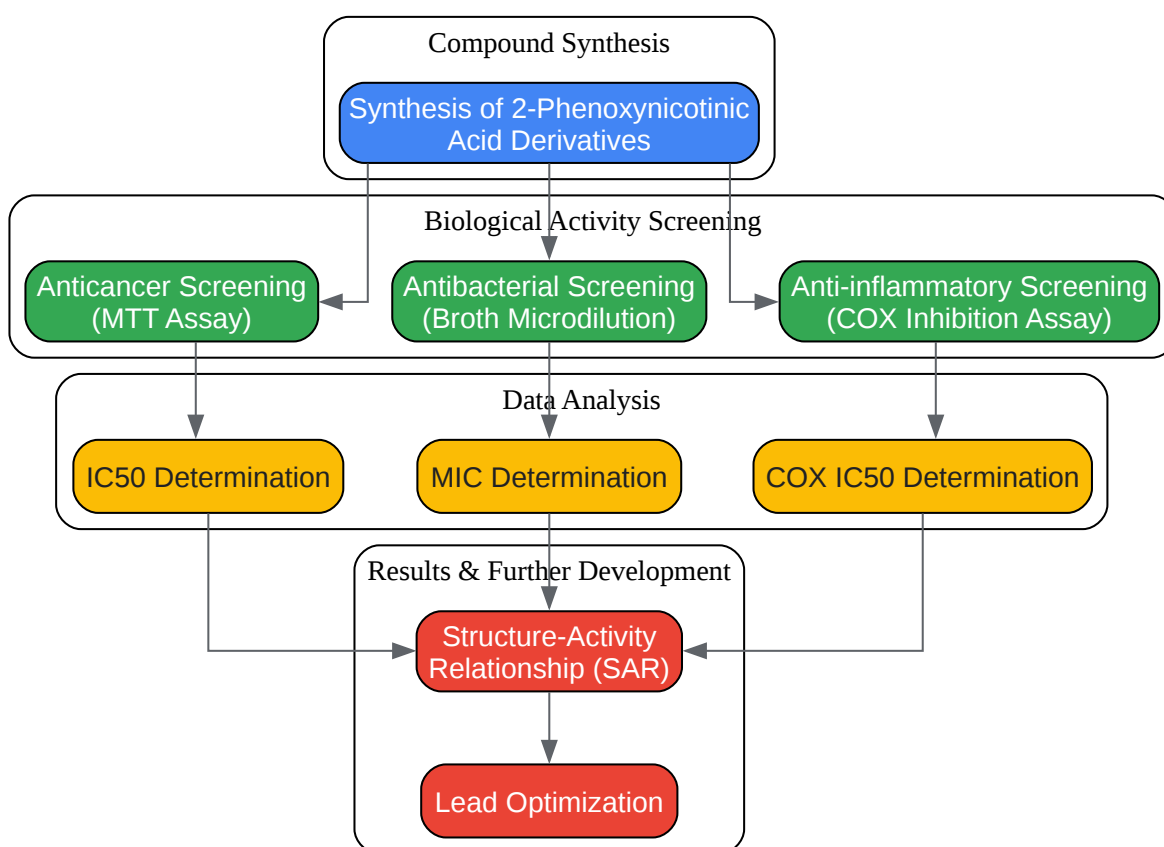 Compound Synthesis
Synthesis of 2-Phenoxynicotinic
Acid Derivatives
Biological Activity Screening
Anticancer Screening
(MTT Assay)
Antibacterial Screening
(Broth Microdilution)
Anti-inflammatory Screening
(COX Inhibition Assay)
Data Analysis
IC50 Determination
MIC Determination
COX IC50 Determination
Results & Further Development
Structure-Activity
Relationship (SAR)
Lead Optimization